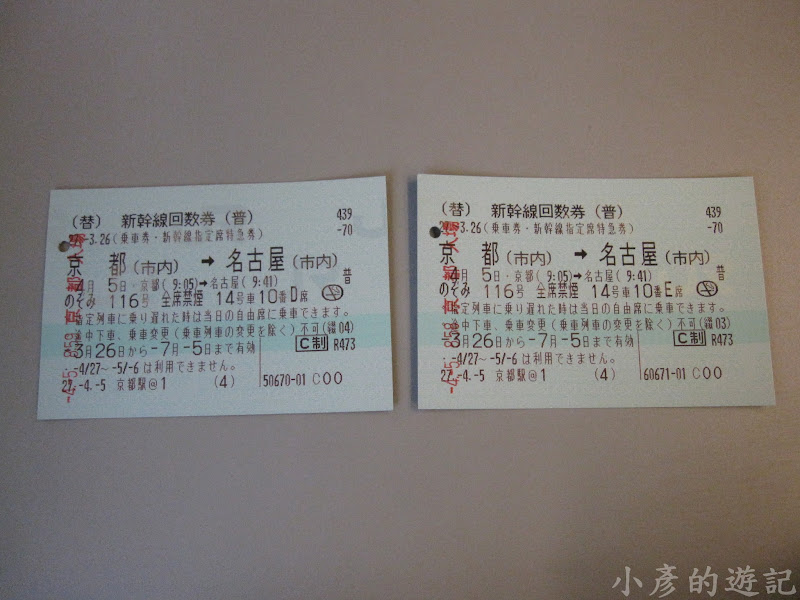 (替) 新幹線回数券(普) 439
3.26(乗車券・新幹線指定席特急券) -70
京都(市内) → 名古屋(市内)
4月 5日・京都( 9:05)→名古屋( 9:41) 普
のぞみ 116号 全席禁煙 14号車10番D席
指定列車に乗り遅れた時は当日の自由席に乗車できます。
途中下車、乗車変更(乗車列車の変更を除く)不可(綴04)
3月26日から-7月-5日まで有効 C制 R473
-4/27~ -5/-6 は利用できません。
27.-4.-5 京都駅@1 (4) 50670-01 C00
(替) 新幹線回数券(普) 439
3.26(乗車券・新幹線指定席特急券) -70
京都(市内) → 名古屋(市内)
4月 5日・京都( 9:05)→名古屋( 9:41) 普
のぞみ 116号 全席禁煙 14号車10番E席
指定列車に乗り遅れた時は当日の自由席に乗車できます。
途中下車、乗車変更(乗車列車の変更を除く)不可(綴03)
3月26日から-7月-5日まで有効 C制 R473
-4/27~ -5/-6 は利用できません。
27.-4.-5 京都駅@1 (4) 60671-01 C00
小彥的遊記